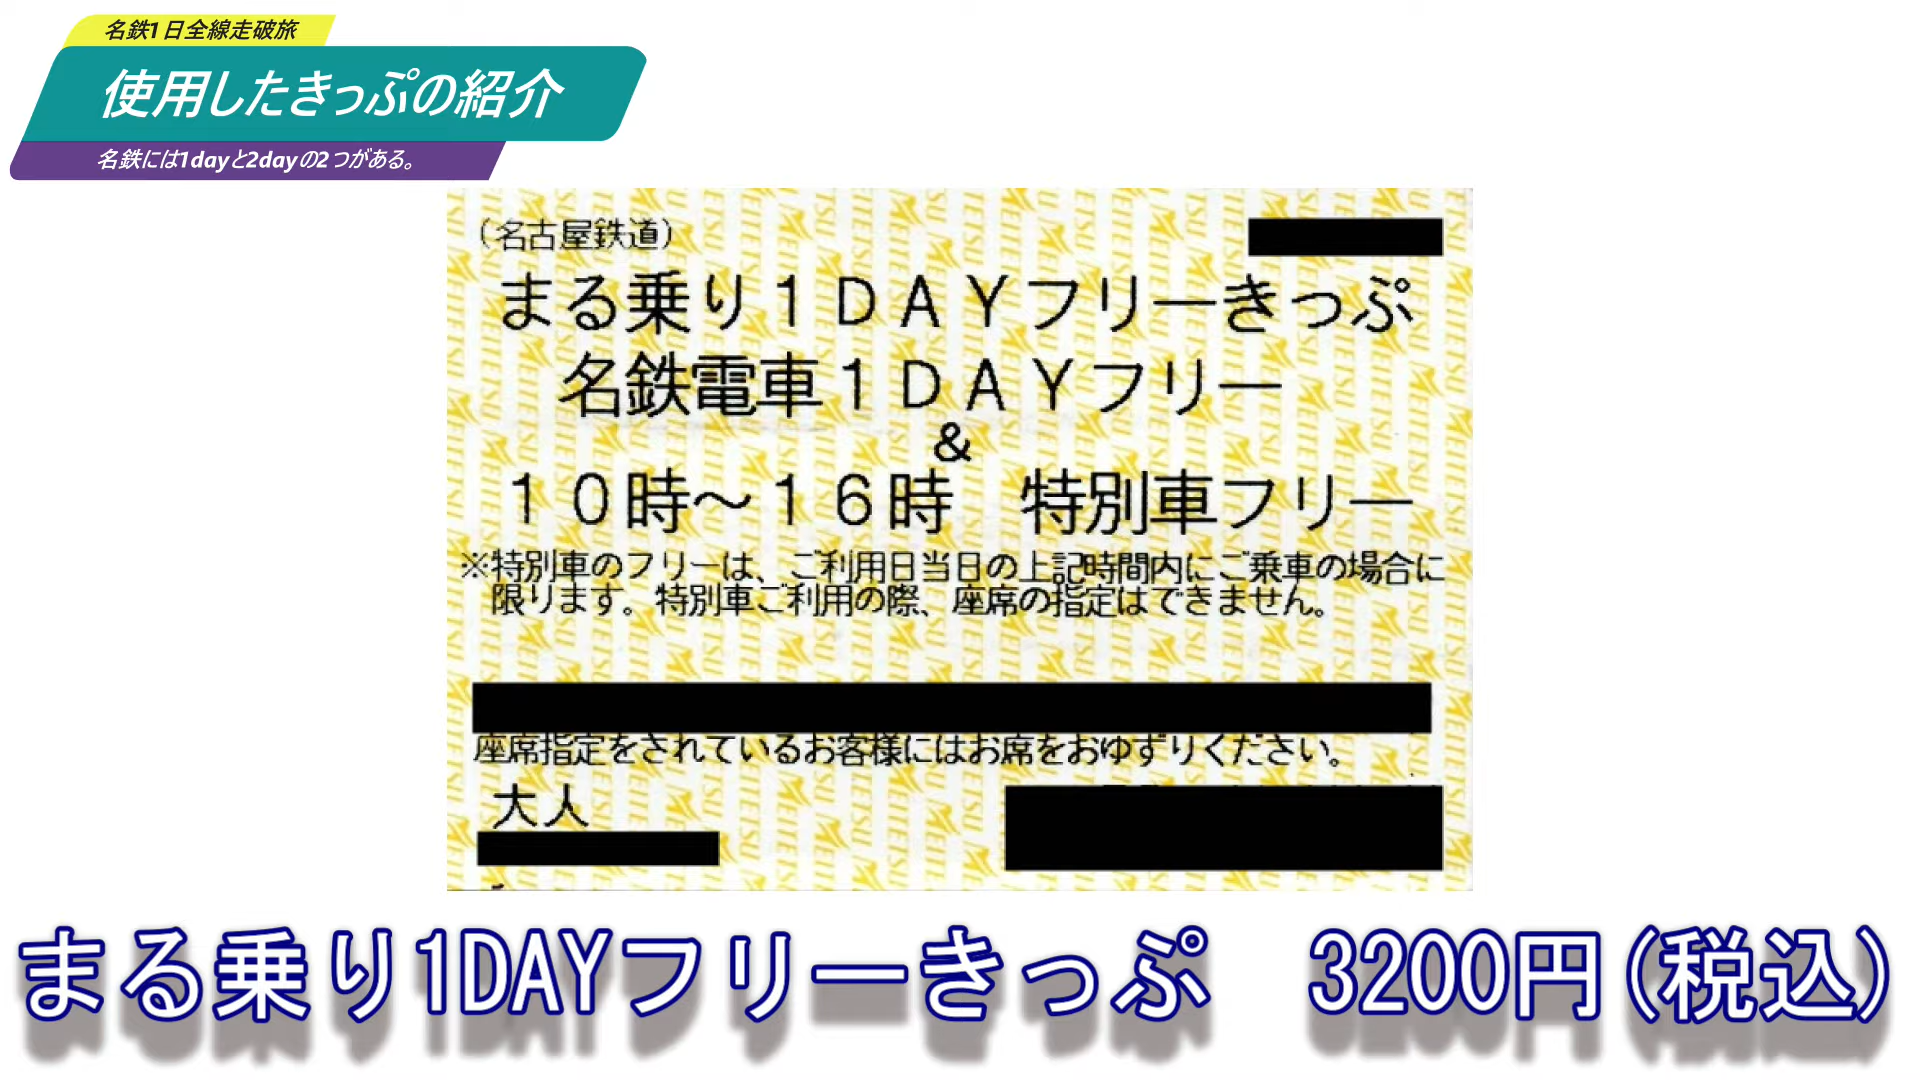 名鉄1日全線走破旅
使用したきっぷの紹介
名鉄には1dayと2dayの2つがある。
(名古屋鉄道)
まる乗り1DAYフリーきっぷ
名鉄電車1DAYフリー
&
10時～16時　特別車フリー
※特別車のフリーは、ご利用日当日の上記時間内にご乗車の場合に
限ります。特別車ご利用の際、座席の指定はできません。
座席指定をされているお客様にはお席をおゆずりください。
大人
まる乗り1DAYフリーきっぷ　3200円(税込)